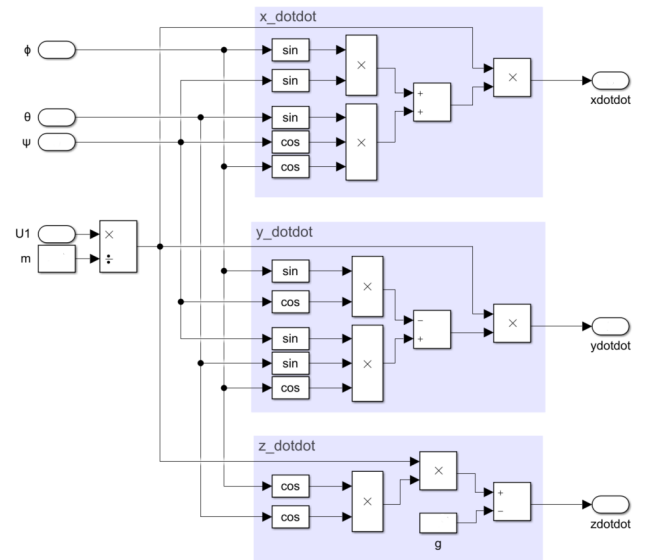 x_dotdot
ϕ
sin
×
sin
+
+
×
xdotdot
θ
sin
ψ
cos
×
cos
y_dotdot
U1
×
m
÷
sin
×
cos
−
+
×
ydotdot
sin
sin
×
cos
z_dotdot
×
cos
×
+
−
cos
zdotdot
g